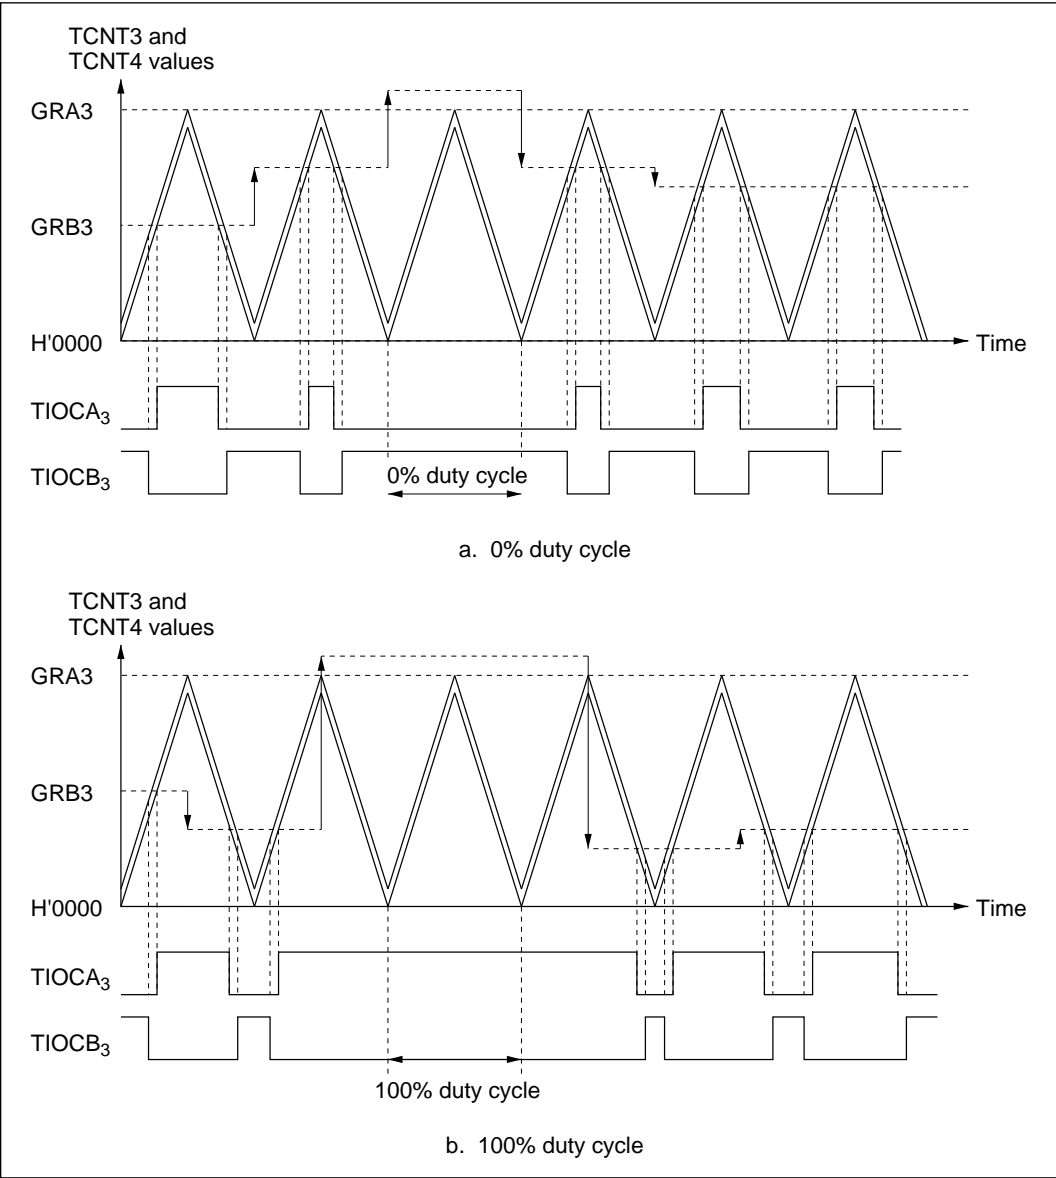 TCNT3 and
TCNT4 values
GRA3
GRB3
H'0000
Time
TIOCA3
TIOCB3
0% duty cycle
a. 0% duty cycle
TCNT3 and
TCNT4 values
GRA3
GRB3
H'0000
Time
TIOCA3
TIOCB3
100% duty cycle
b. 100% duty cycle